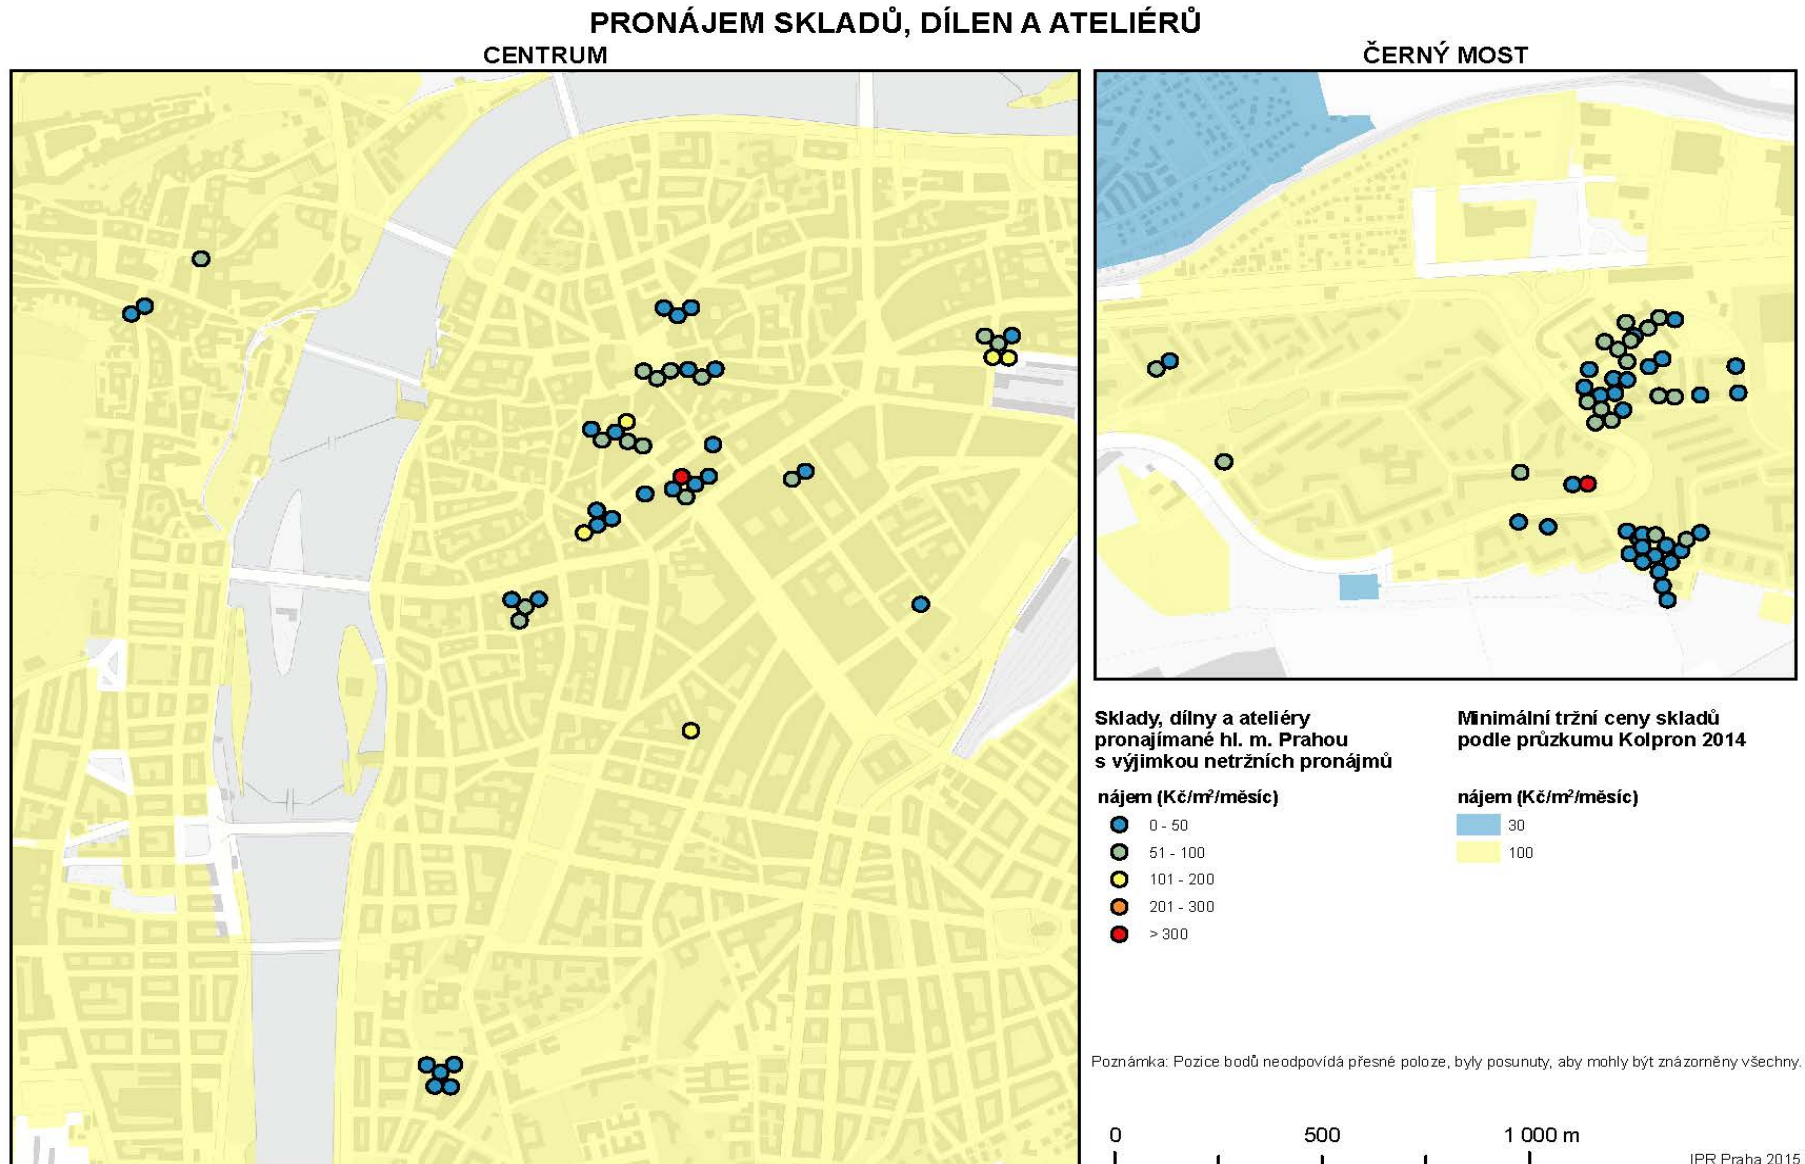 PRONÁJEM SKLADŮ, DÍLEN A ATELIÉRŮ
CENTRUM
ČERNÝ MOST
Sklady, dílny a ateliéry
pronajímané hl. m. Prahou
s výjimkou netržních pronájmů
nájem (Kč/m²/měsíc)
0 - 50
51 - 100
101 - 200
201 - 300
> 300
Minimální tržní ceny skladů
podle průzkumu Kolpron 2014
nájem (Kč/m²/měsíc)
30
100
Poznámka: Pozice bodů neodpovídá přesné poloze, byly posunuty, aby mohly být znázorněny všechny.
0 500 1 000 m
IPR Praha 2015